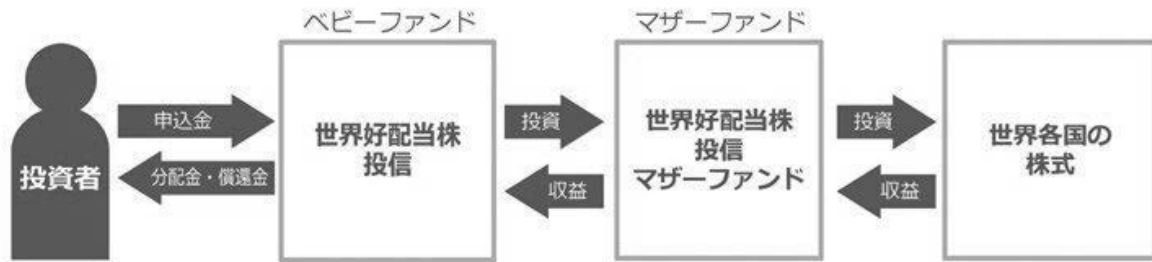 ベビーファンド
マザーファンド
投資者
申込金
分配金・償還金
世界好配当株
投信
投資
収益
世界好配当株
投信
マザーファンド
投資
収益
世界各国の
株式